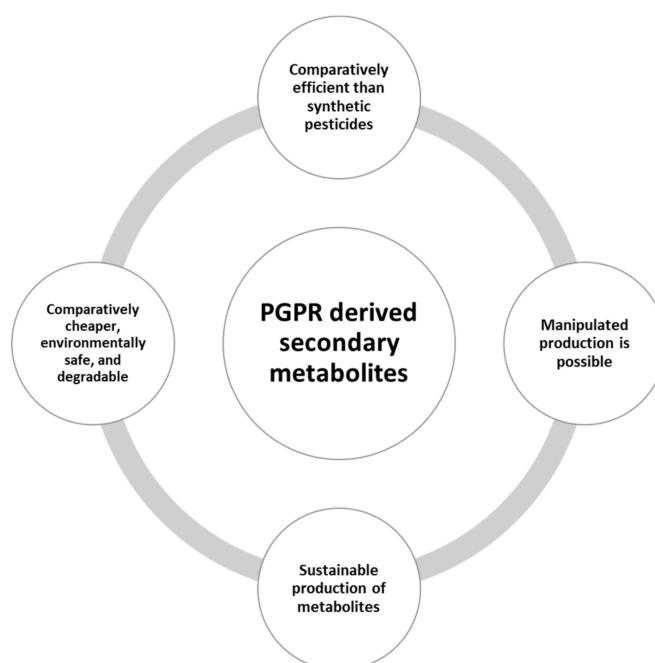 Comparatively
efficient than
synthetic
pesticides
PGPR derived
secondary
metabolites
Comparatively
cheaper,
environmentally
safe, and
degradable
Manipulated
production is
possible
Sustainable
production of
metabolites